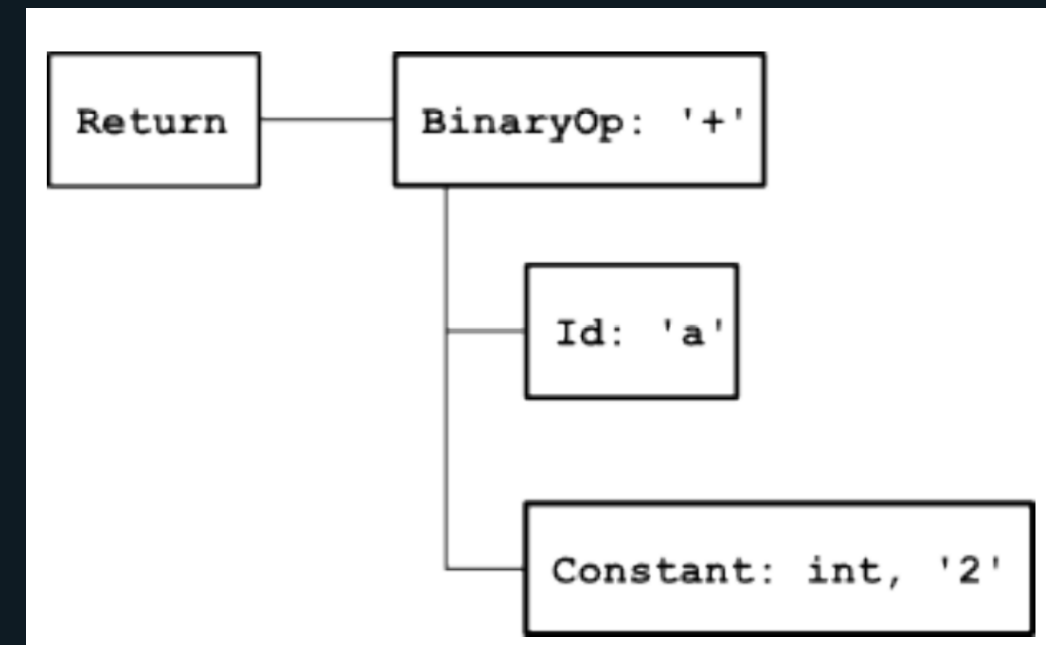 Return
BinaryOp: '+'
Id: 'a'
Constant: int, '2'